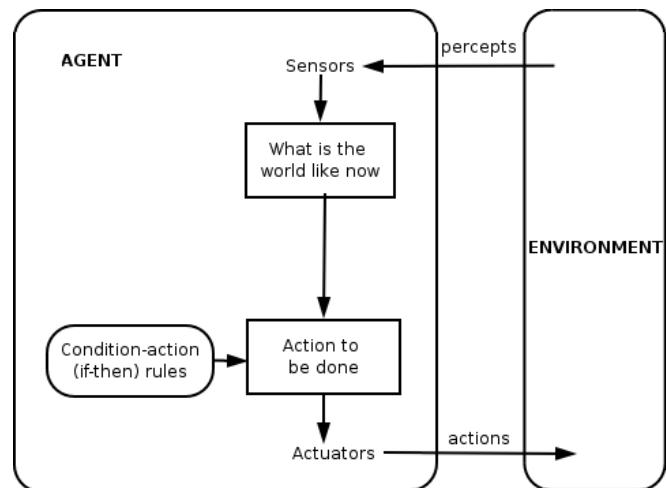 percepts
AGENT
Sensors
What is the
world like now
ENVIRONMENT
Condition-action
(if-then) rules
Action to
be done
actions
Actuators